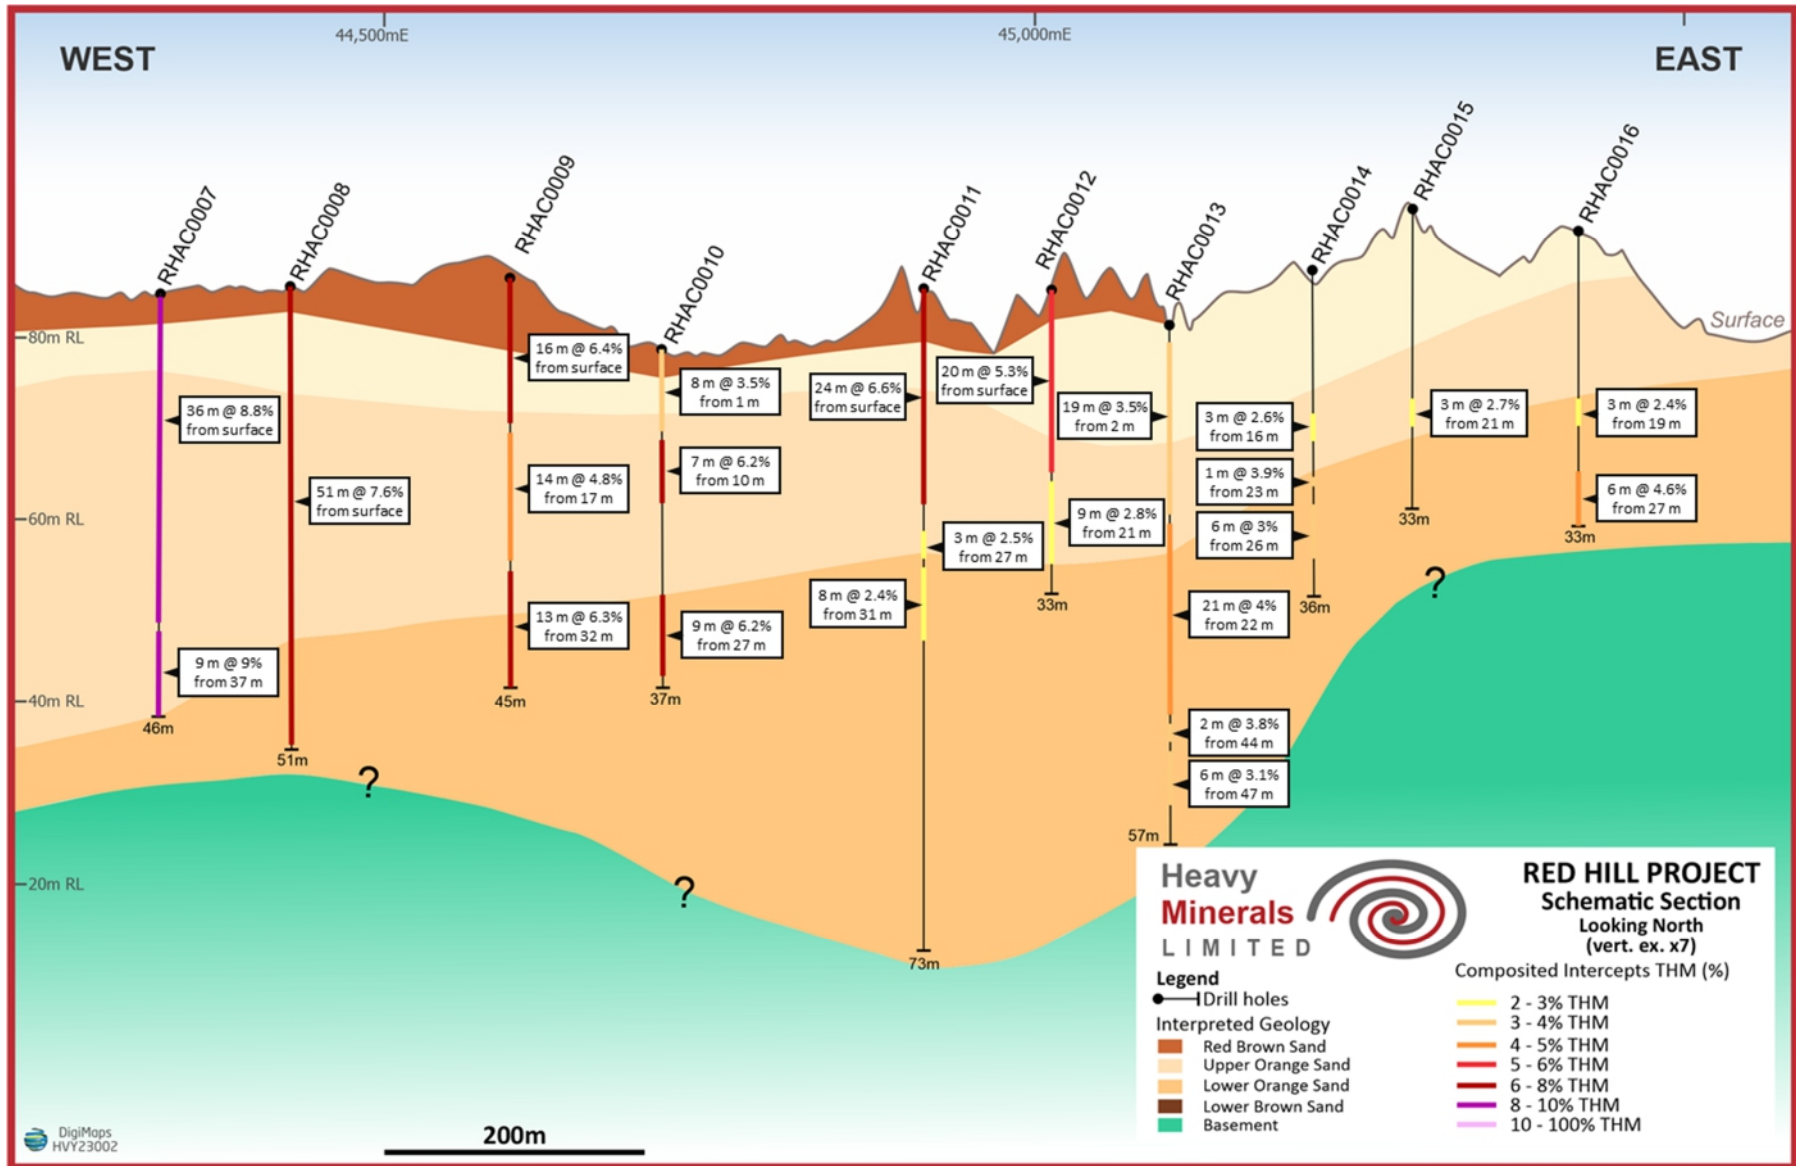 44,500mE
45,000mE
WEST
EAST
RHAC0007
RHAC0008
RHAC0009
RHAC0010
RHAC0011
RHAC0012
RHAC0013
RHAC0014
RHAC0015
RHAC0016
Surface
80m RL
60m RL
40m RL
20m RL
36 m @ 8.8%
from surface
9 m @ 9%
from 37 m
46m
51 m @ 7.6%
from surface
51m
16 m @ 6.4%
from surface
14 m @ 4.8%
from 17 m
13 m @ 6.3%
from 32 m
45m
8 m @ 3.5%
from 1 m
7 m @ 6.2%
from 10 m
9 m @ 6.2%
from 27 m
37m
24 m @ 6.6%
from surface
3 m @ 2.5%
from 27 m
8 m @ 2.4%
from 31 m
73m
20 m @ 5.3%
from surface
9 m @ 2.8%
from 21 m
33m
19 m @ 3.5%
from 2 m
21 m @ 4%
from 22 m
2 m @ 3.8%
from 44 m
6 m @ 3.1%
from 47 m
57m
3 m @ 2.6%
from 16 m
1 m @ 3.9%
from 23 m
6 m @ 3%
from 26 m
36m
3 m @ 2.7%
from 21 m
33m
3 m @ 2.4%
from 19 m
6 m @ 4.6%
from 27 m
33m
?
?
?
Heavy
Minerals
LIMITED
RED HILL PROJECT
Schematic Section
Looking North
(vert. ex. x7)
Legend
Drill holes
Interpreted Geology
Red Brown Sand
Upper Orange Sand
Lower Orange Sand
Lower Brown Sand
Basement
Composited Intercepts THM (%)
2 - 3% THM
3 - 4% THM
4 - 5% THM
5 - 6% THM
6 - 8% THM
8 - 10% THM
10 - 100% THM
DigiMaps
HVY23002
200m